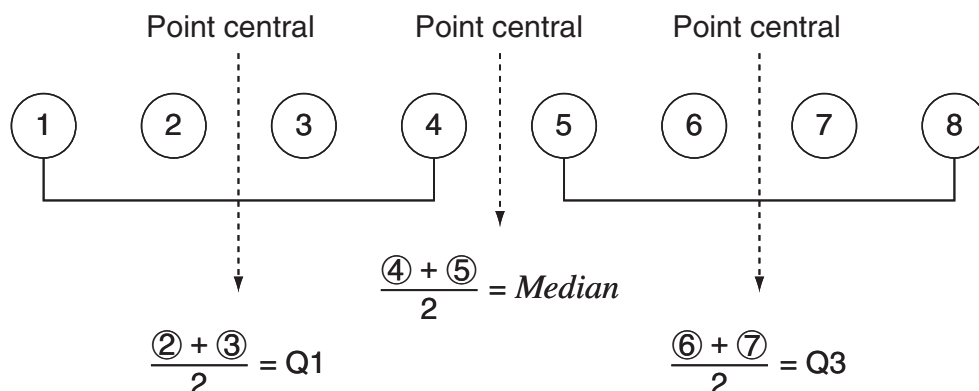 Point central Point central Point central
1 2 3 4 5 6 7 8
④ + ⑤
2
= Median
② + ③
2
= Q1
⑥ + ⑦
2
= Q3